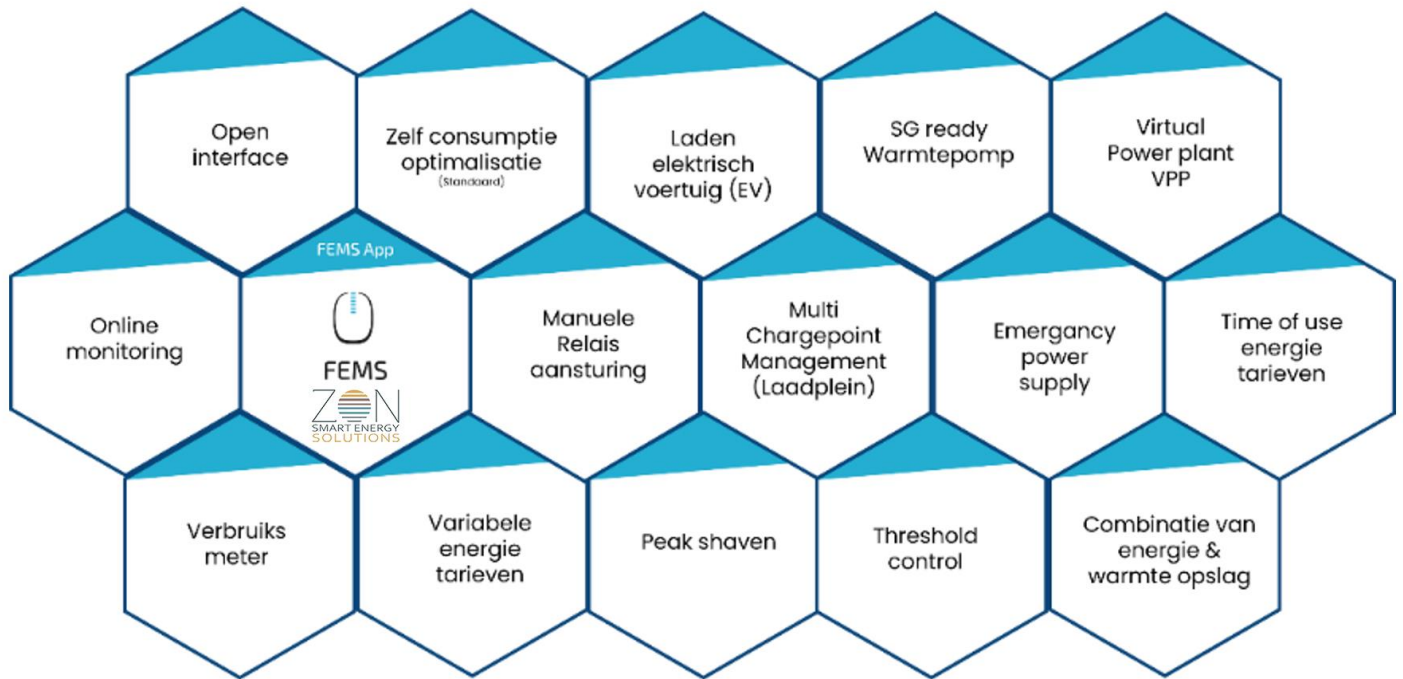 Open
interface
Zelf consumptie
optimalisatie
(Standaard)
Laden
elektrisch
voertuig (EV)
SG ready
Warmtepomp
Virtual
Power plant
VPP
Online
monitoring
FEMS App
FEMS
ZON
SMART ENERGY
SOLUTIONS
Manuele
Relais
aansturing
Multi
Chargepoint
Management
(Laadplein)
Emergancy
power
supply
Time of use
energie
tarieven
Verbruiks
meter
Variabele
energie
tarieven
Peak shaven
Threshold
control
Combinatie van
energie &
warmte opslag